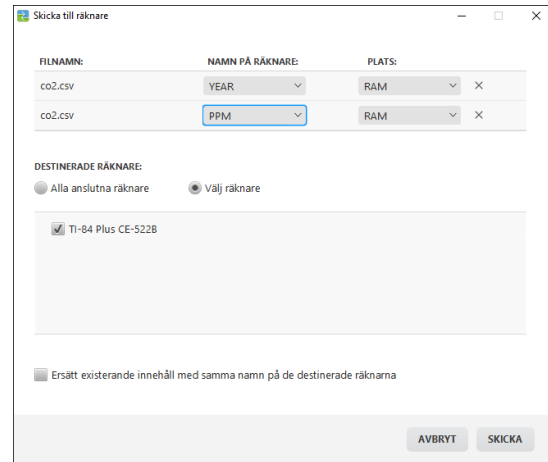 Skicka till räknare
FILNAMN: NAMN PÅ RÄKNARE: PLATS:
co2.csv YEAR RAM
co2.csv PPM RAM
DESTINERADE RÄKNARE:
Alla anslutna räknare Välj räknare
TI-84 Plus CE-522B
Ersätt existerande innehåll med samma namn på de destinerade räknarna
AVBRYT SKICKA